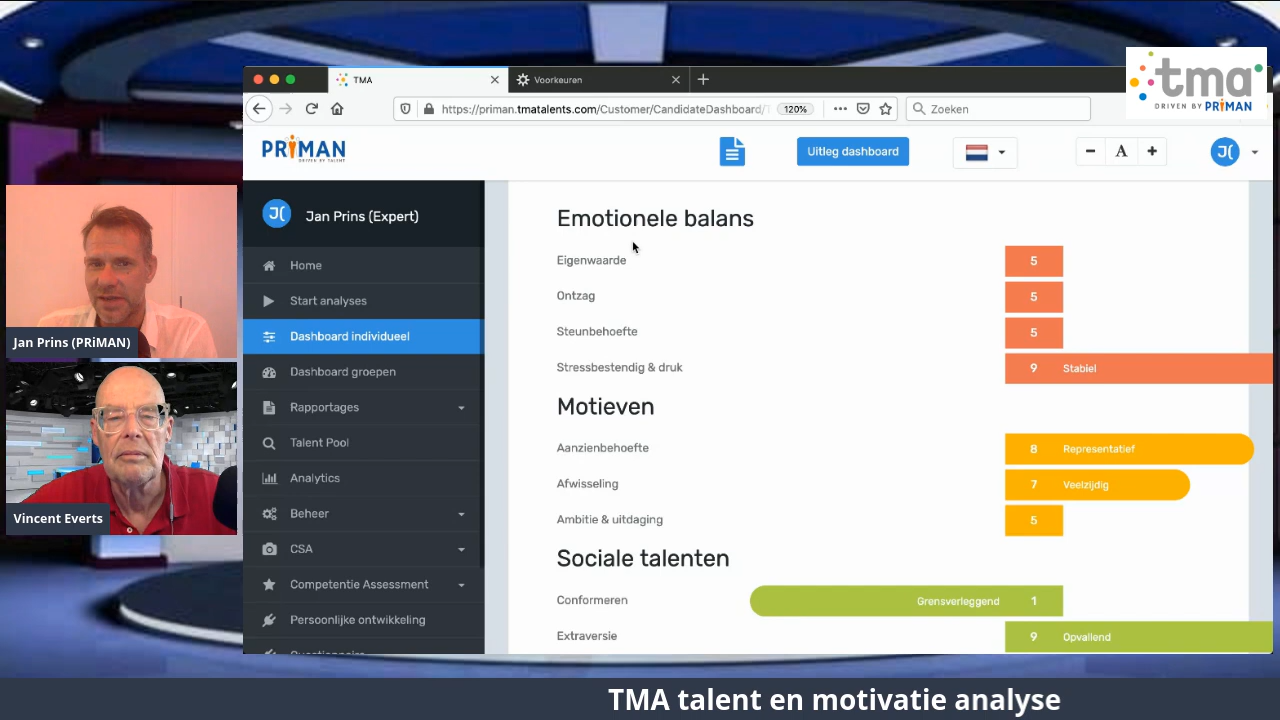 tma
DRIVEN BY PRiMAN
TMA
Voorkeuren
https://priman.tmatalents.com/Customer/CandidateDashboard/
120%
Zoeken
PRiMAN
DRIVEN BY TALENT
Uitleg dashboard
A
J(
J(
Jan Prins (Expert)
Home
Start analyses
Dashboard individueel
Dashboard groepen
Rapportages
Talent Pool
Analytics
Beheer
CSA
Competentie Assessment
Persoonlijke ontwikkeling
Emotionele balans
Eigenwaarde 5
Ontzag 5
Steunbehoefte 5
Stressbestendig & druk 9 Stabiel
Motieven
Aanzienbehoefte 8 Representatief
Afwisseling 7 Veelzijdig
Ambitie & uitdaging 5
Sociale talenten
Conformeren Grensverleggend 1
Extraversie 9 Opvallend
Jan Prins (PRiMAN)
Vincent Everts
TMA talent en motivatie analyse